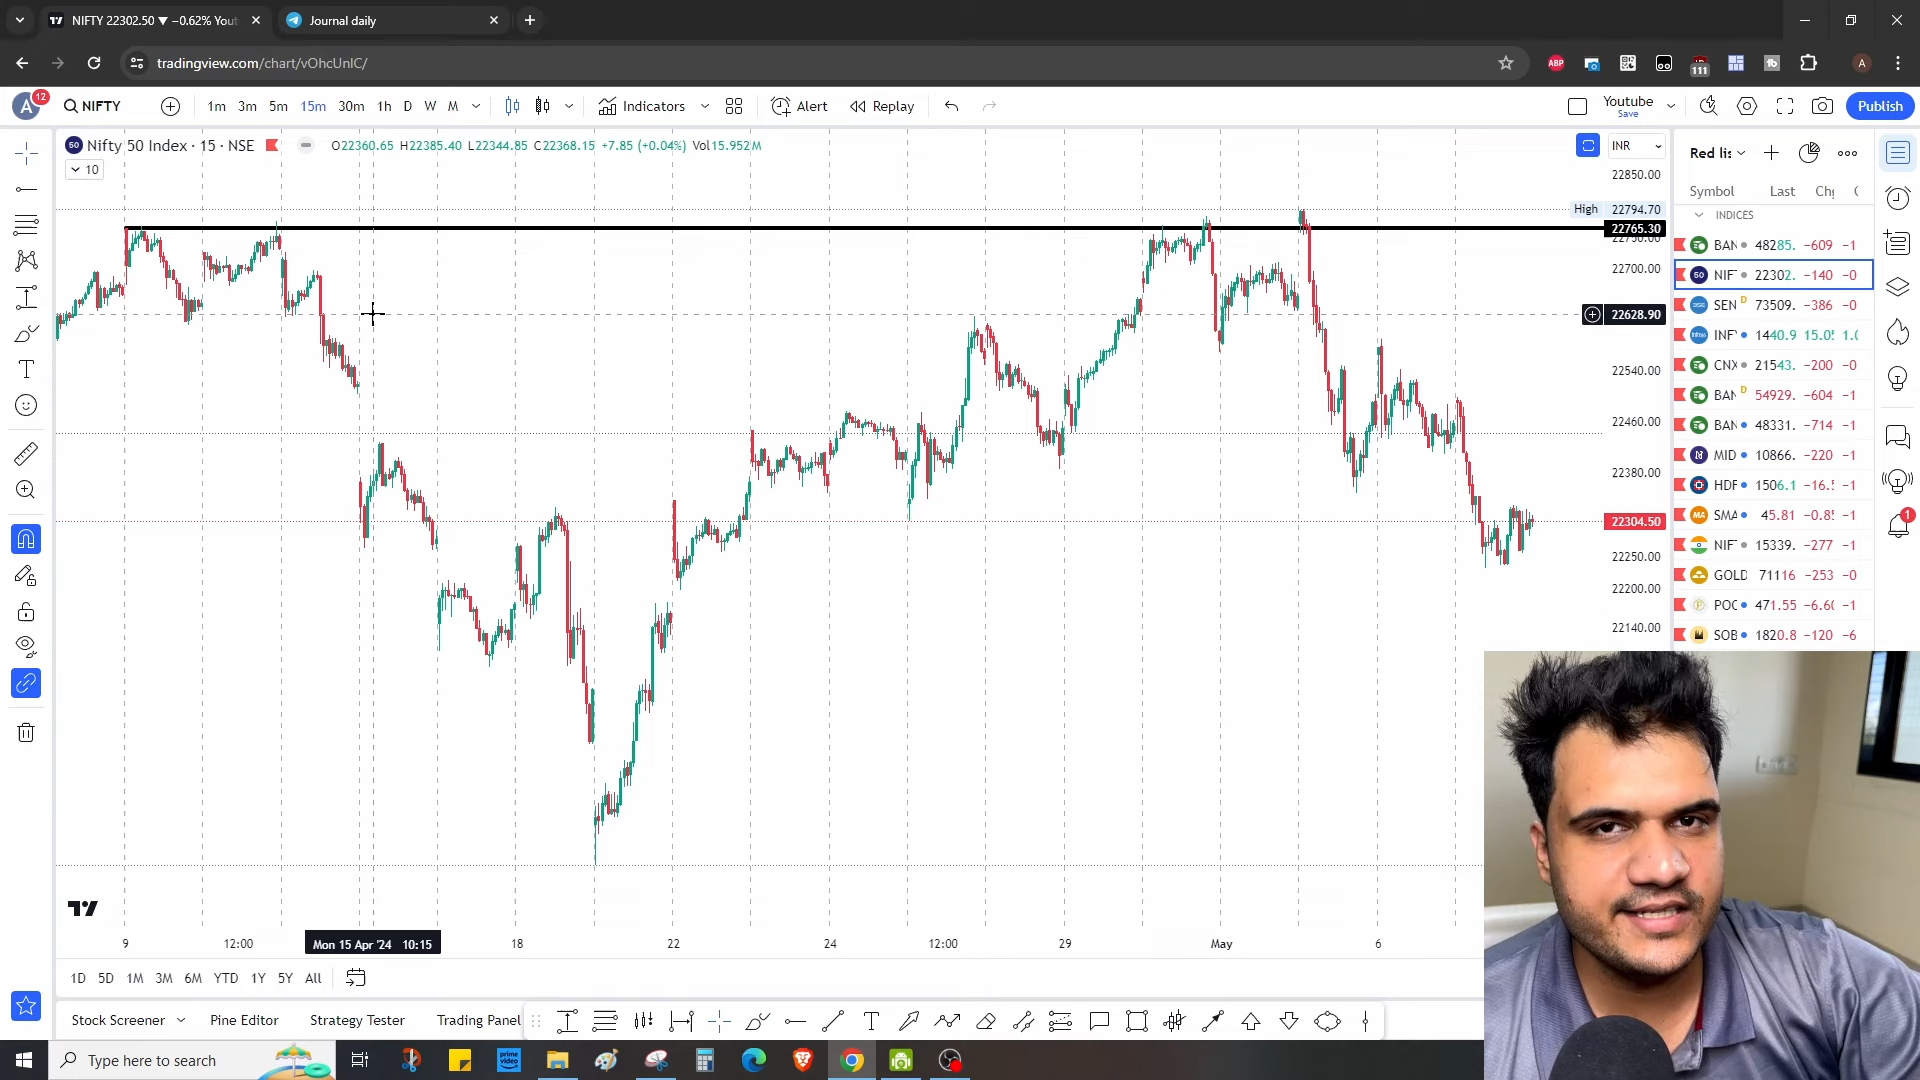 NIFTY 22302.50 ▼ −0.62% Yout
Journal daily
tradingview.com/chart/vOhcUnIC/
ABP
111
A
A
12
NIFTY
1m 3m 5m 15m 30m 1h D W M
Indicators
Alert
Replay
Youtube
Save
Publish
50
Nifty 50 Index · 15 · NSE
O22360.65 H22385.40 L22344.85 C22368.15 +7.85 (+0.04%) Vol15.952M
10
INR
22850.00
High 22794.70
22765.30
22700.00
22628.90
22540.00
22460.00
22380.00
22304.50
22250.00
22200.00
22140.00
Red lis
Symbol Last Chg
INDICES
BAN 48285. −609 −1
NIF 22302. −140 −0
SEN D 73509. −386 −0
INF 1440.9 15.05 1.0
CNX 21543. −200 −0
BAN D 54929. −604 −1
BAN 48331. −714 −1
MID 10866. −220 −1
HDF 1506.1 −16.5 −1
SMA 45.81 −0.85 −1
NIF 15339. −277 −1
GOLD 71116 −253 −0
POC 471.55 −6.60 −1
SOB 1820.8 −120 −6
1
9 12:00 Mon 15 Apr '24 10:15 18 22 24 12:00 29 May 6
1D 5D 1M 3M 6M YTD 1Y 5Y All
Stock Screener Pine Editor Strategy Tester Trading Panel
Type here to search
prime video